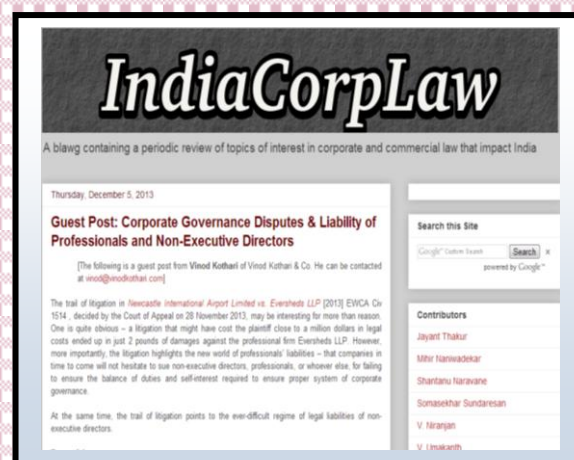 IndiaCorpLaw
A blawg containing a periodic review of topics of interest in corporate and commercial law that impact India
Thursday, December 5, 2013
Guest Post: Corporate Governance Disputes & Liability of
Professionals and Non-Executive Directors
[The following is a guest post from Vinod Kothari of Vinod Kothari & Co. He can be contacted
at vinod@vinodkothari.com]
The trail of litigation in Newcastle International Airport Limited vs. Eversheds LLP [2013] EWCA Civ
1514 , decided by the Court of Appeal on 28 November 2013, may be interesting for more than reason.
One is quite obvious – a litigation that might have cost the plaintiff close to a million dollars in legal
costs ended up in just 2 pounds of damages against the professional firm Eversheds LLP. However,
more importantly, the litigation highlights the new world of professionals' liabilities – that companies in
time to come will not hesitate to sue non-executive directors, professionals, or whoever else, for failing
to ensure the balance of duties and self-interest required to ensure proper system of corporate
governance.
At the same time, the trail of litigation points to the ever-difficult regime of legal liabilities of non-
executive directors.
Search this Site
Google™ Custom Search Search ×
powered by Google™
Contributors
Jayant Thakur
Mihir Naniwadekar
Shantanu Naravane
Somasekhar Sundaresan
V. Niranjan
V. Umakanth